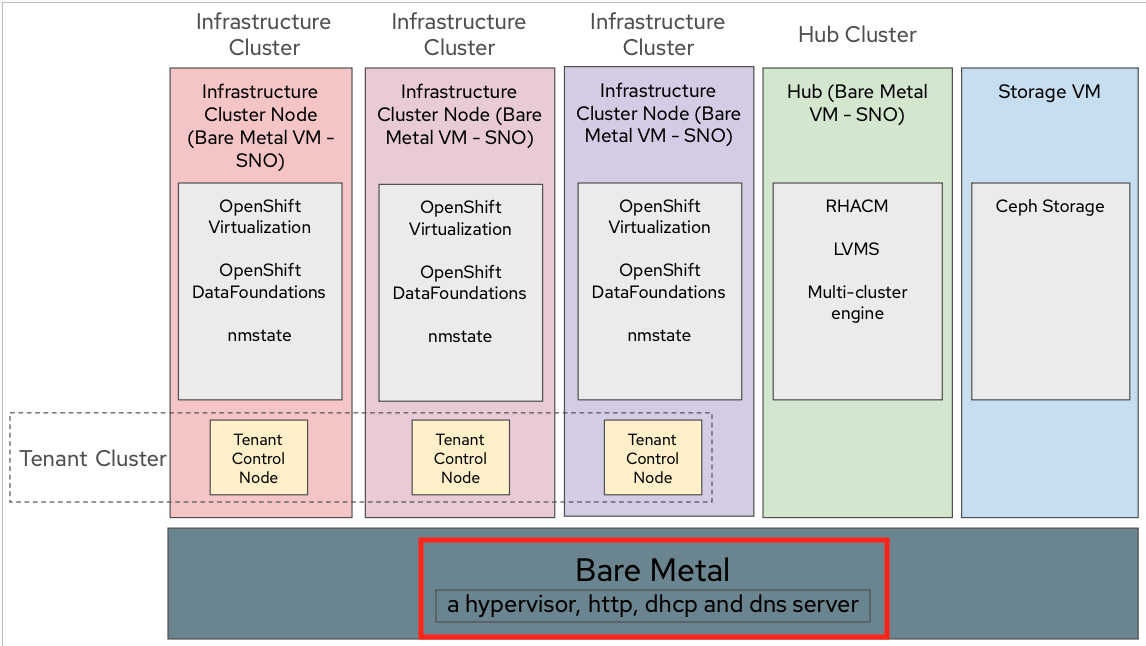 Infrastructure
Cluster
Infrastructure
Cluster
Infrastructure
Cluster
Hub Cluster
Infrastructure
Cluster Node
(Bare Metal VM -
SNO)
OpenShift
Virtualization
OpenShift
DataFoundations
nmstate
Infrastructure
Cluster Node (Bare
Metal VM - SNO)
OpenShift
Virtualization
OpenShift
DataFoundations
nmstate
Infrastructure
Cluster Node (Bare
Metal VM - SNO)
OpenShift
Virtualization
OpenShift
DataFoundations
nmstate
Hub (Bare Metal
VM - SNO)
RHACM
LVMS
Multi-cluster
engine
Storage VM
Ceph Storage
Tenant Cluster
Tenant
Control
Node
Tenant
Control
Node
Tenant
Control
Node
Bare Metal
a hypervisor, http, dhcp and dns server